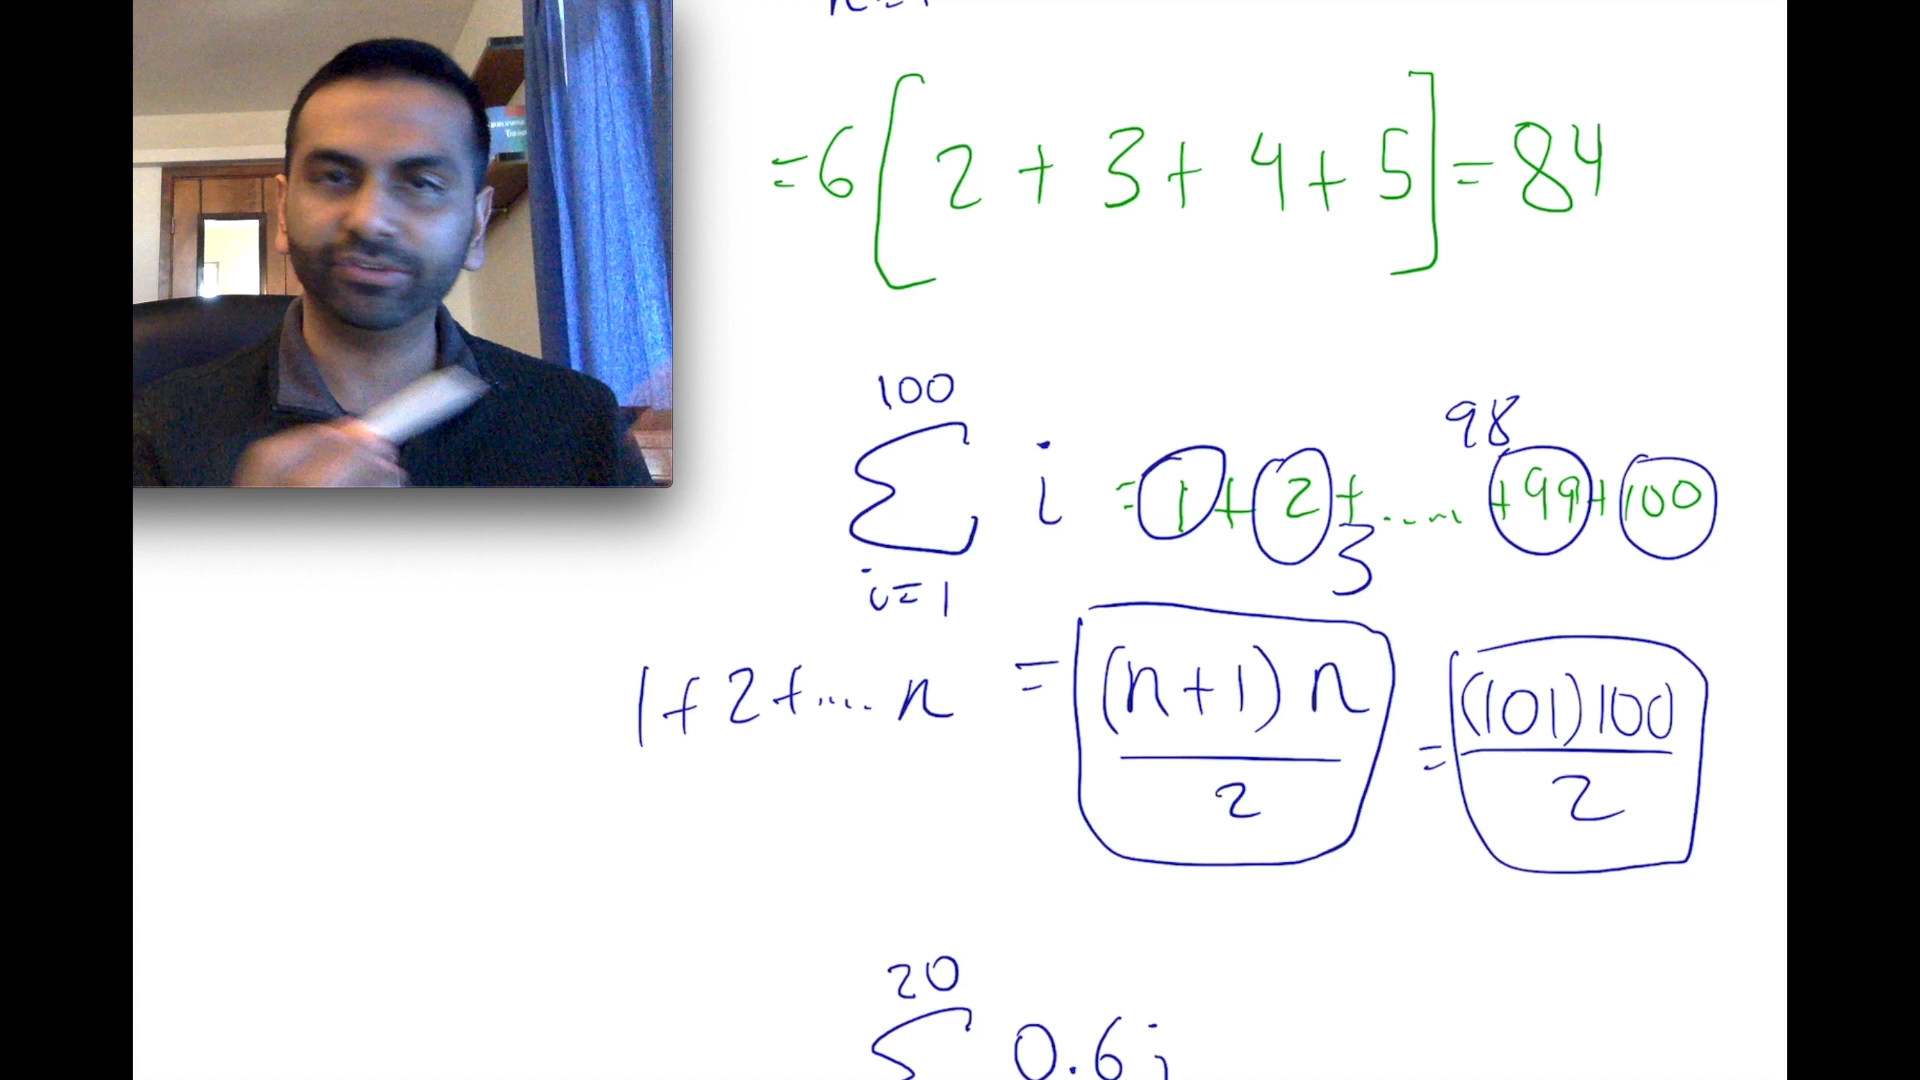 =6[2+3+4+5]=84
100
98
Σ i =1+2+.....+99+100
3
i=1
1+2+....n = (n+1)n
2
= (101)100
2
20
Σ 0.6i